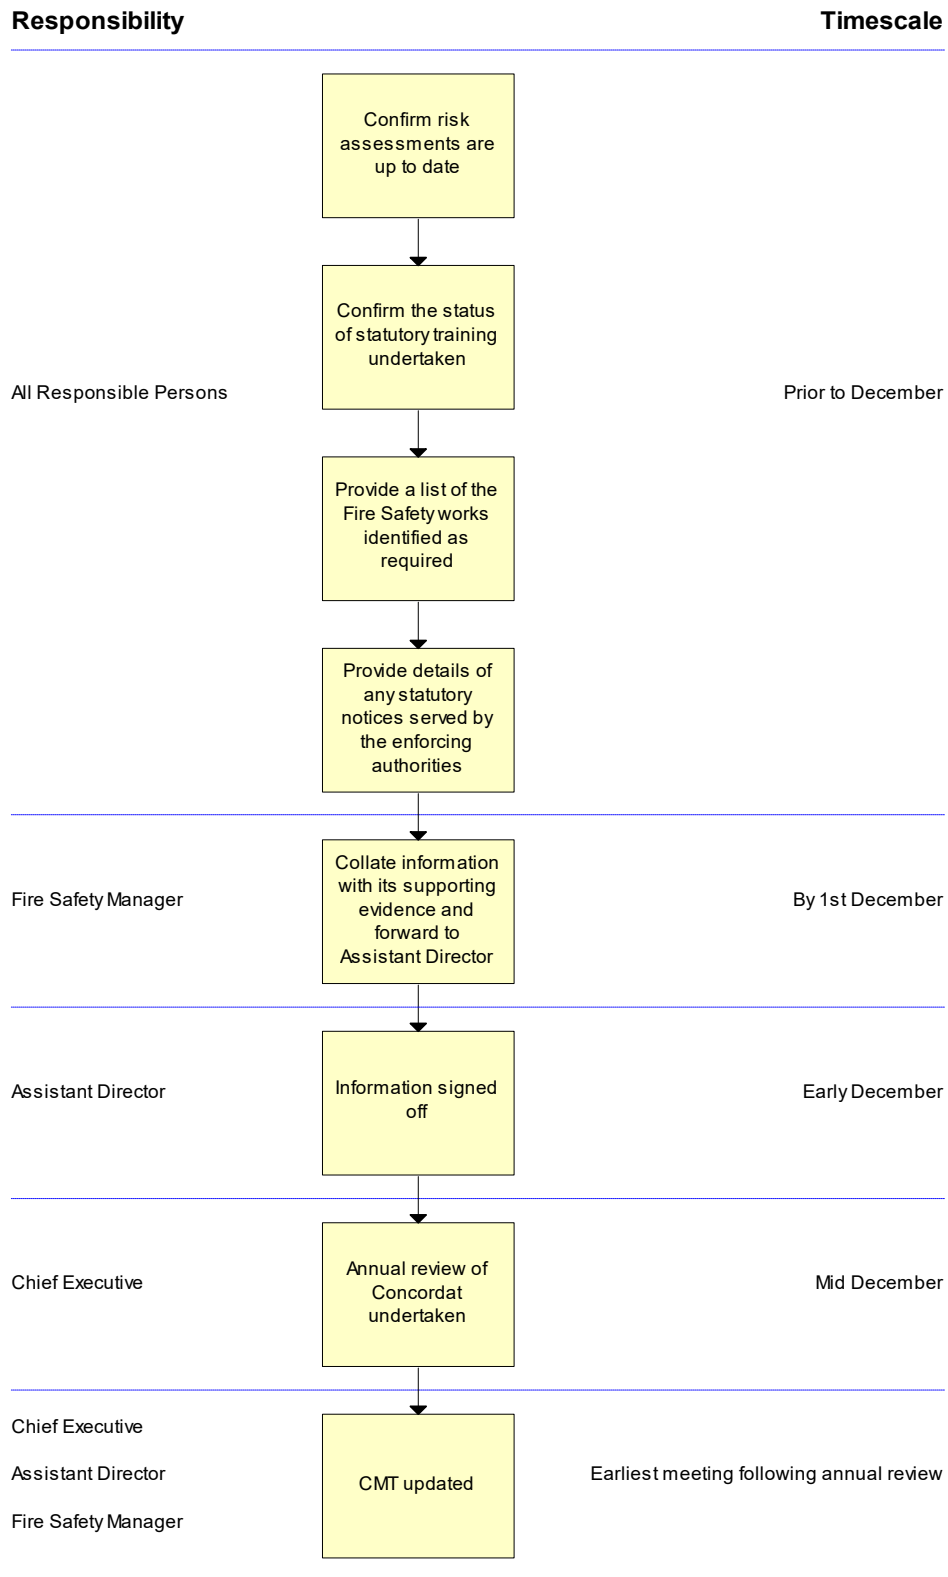 Responsibility
Timescale
Confirm risk
assessments are
up to date
Confirm the status
of statutory training
undertaken
All Responsible Persons
Prior to December
Provide a list of the
Fire Safety works
identified as
required
Provide details of
any statutory
notices served by
the enforcing
authorities
Fire Safety Manager
Collate information
with its supporting
evidence and
forward to
Assistant Director
By 1st December
Assistant Director
Information signed
off
Early December
Chief Executive
Annual review of
Concordat
undertaken
Mid December
Chief Executive
Assistant Director
Fire Safety Manager
CMT updated
Earliest meeting following annual review